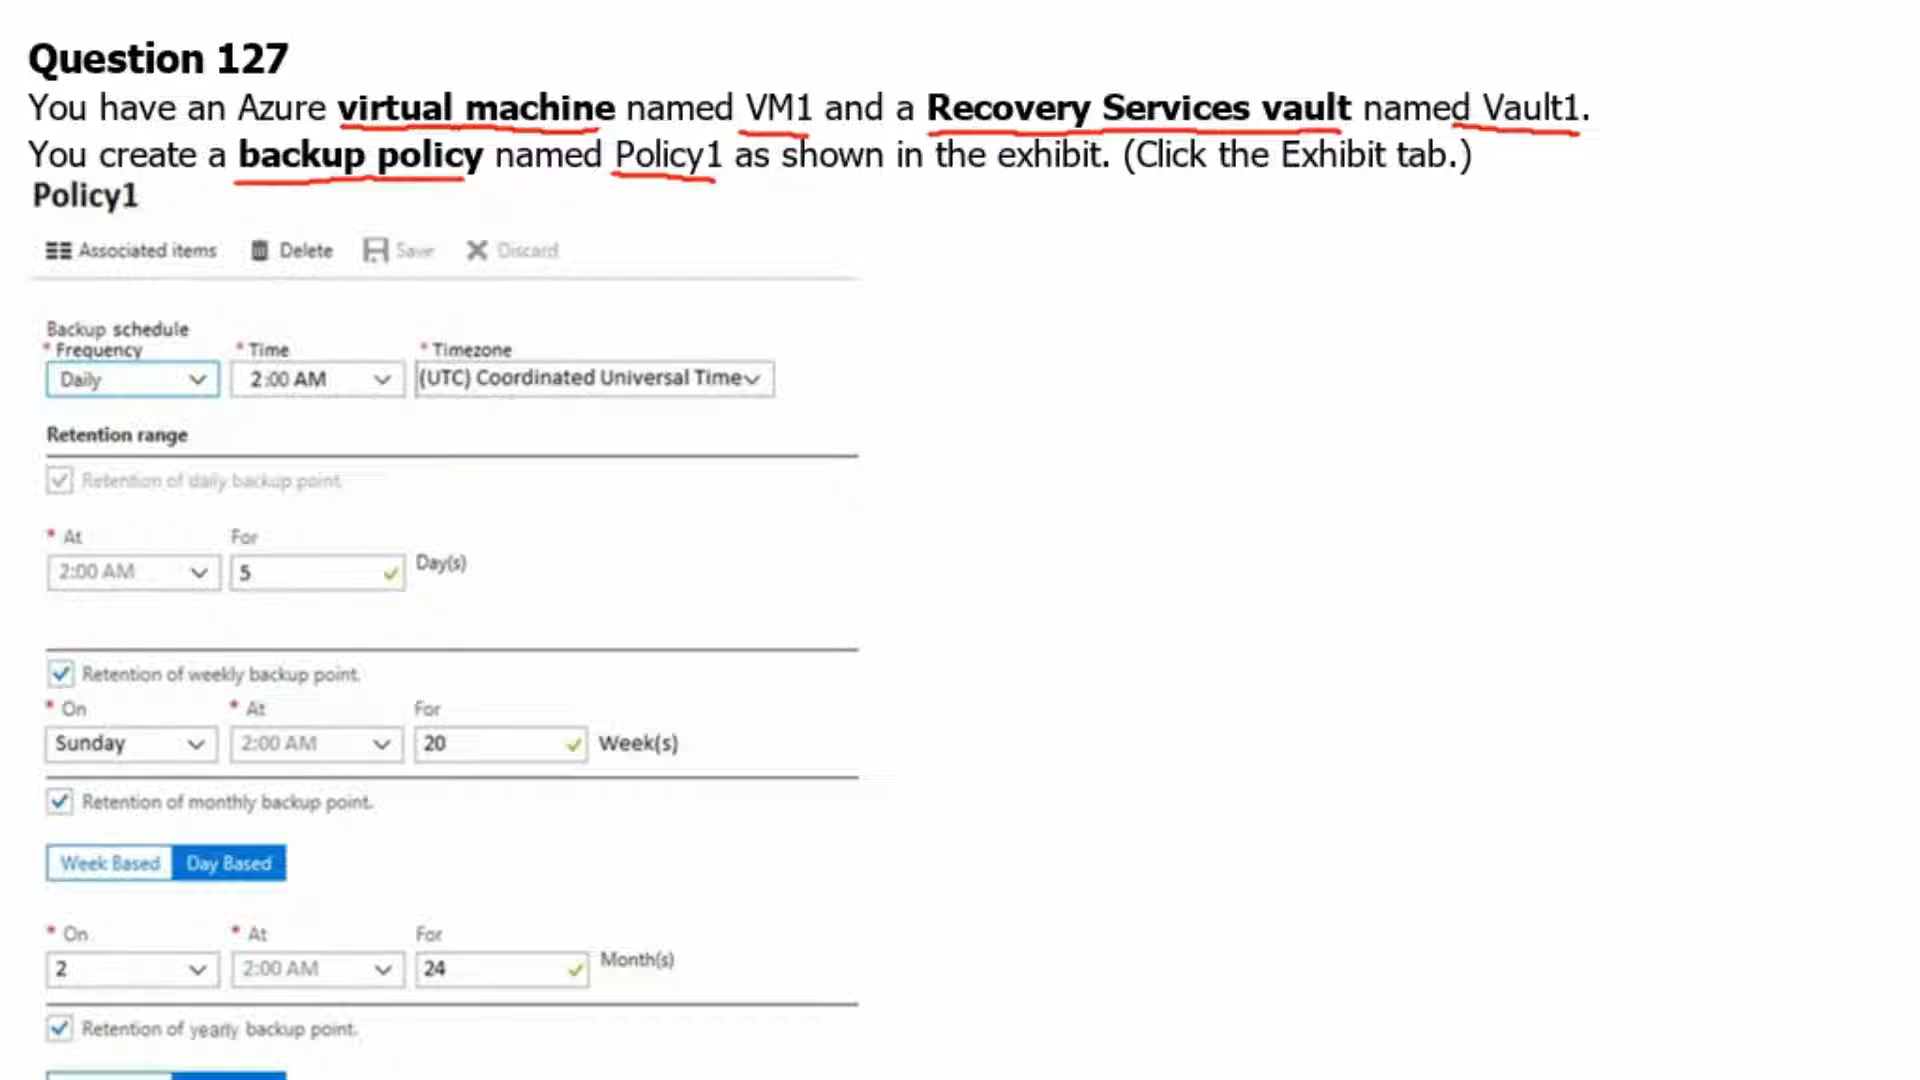 Question 127
You have an Azure virtual machine named VM1 and a Recovery Services vault named Vault1.
You create a backup policy named Policy1 as shown in the exhibit. (Click the Exhibit tab.)
Policy1
Associated items Delete Save Discard
Backup schedule
* Frequency * Time * Timezone
Daily 2:00 AM (UTC) Coordinated Universal Time
Retention range
Retention of daily backup point.
* At For
2:00 AM 5 Day(s)
Retention of weekly backup point.
* On * At For
Sunday 2:00 AM 20 Week(s)
Retention of monthly backup point.
Week Based Day Based
* On * At For
2 2:00 AM 24 Month(s)
Retention of yearly backup point.